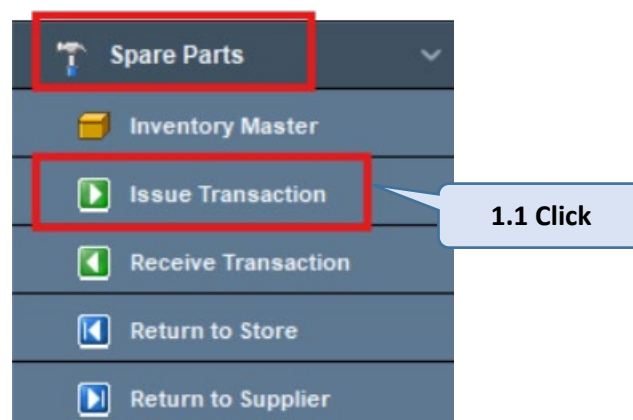 Spare Parts
Inventory Master
Issue Transaction
1.1 Click
Receive Transaction
Return to Store
Return to Supplier